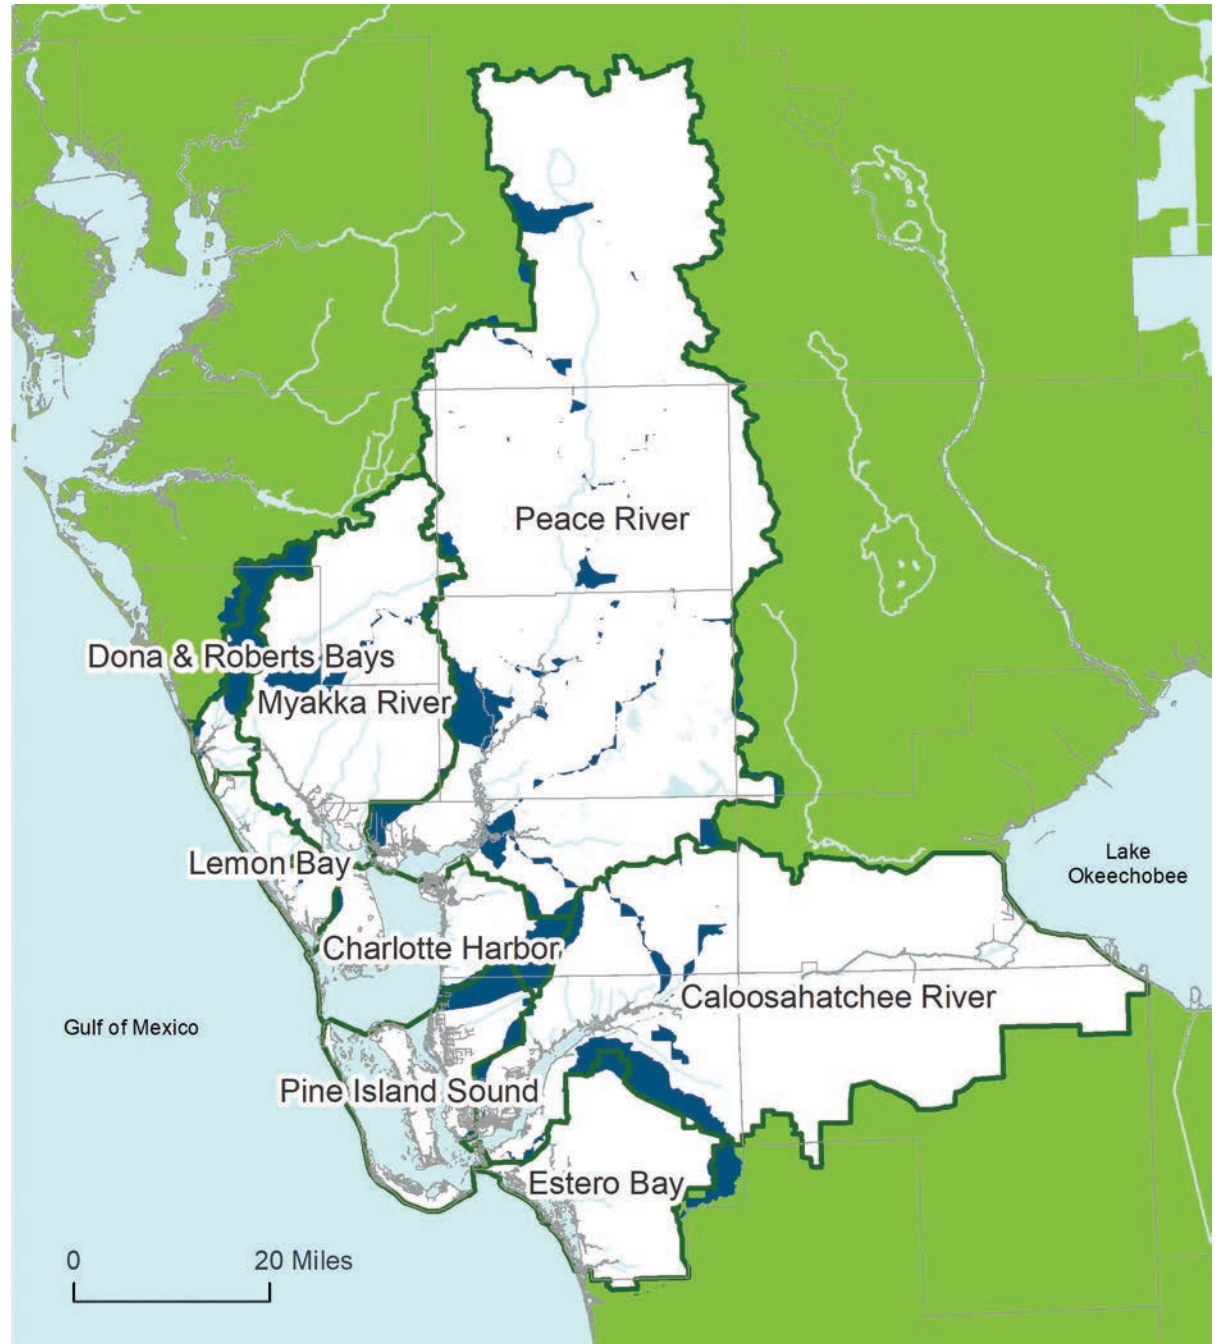 Peace River
Dona & Roberts Bays
Myakka River
Lemon Bay
Lake
Okeechobee
Charlotte Harbor
Caloosahatchee River
Gulf of Mexico
Pine Island Sound
Estero Bay
0 20 Miles